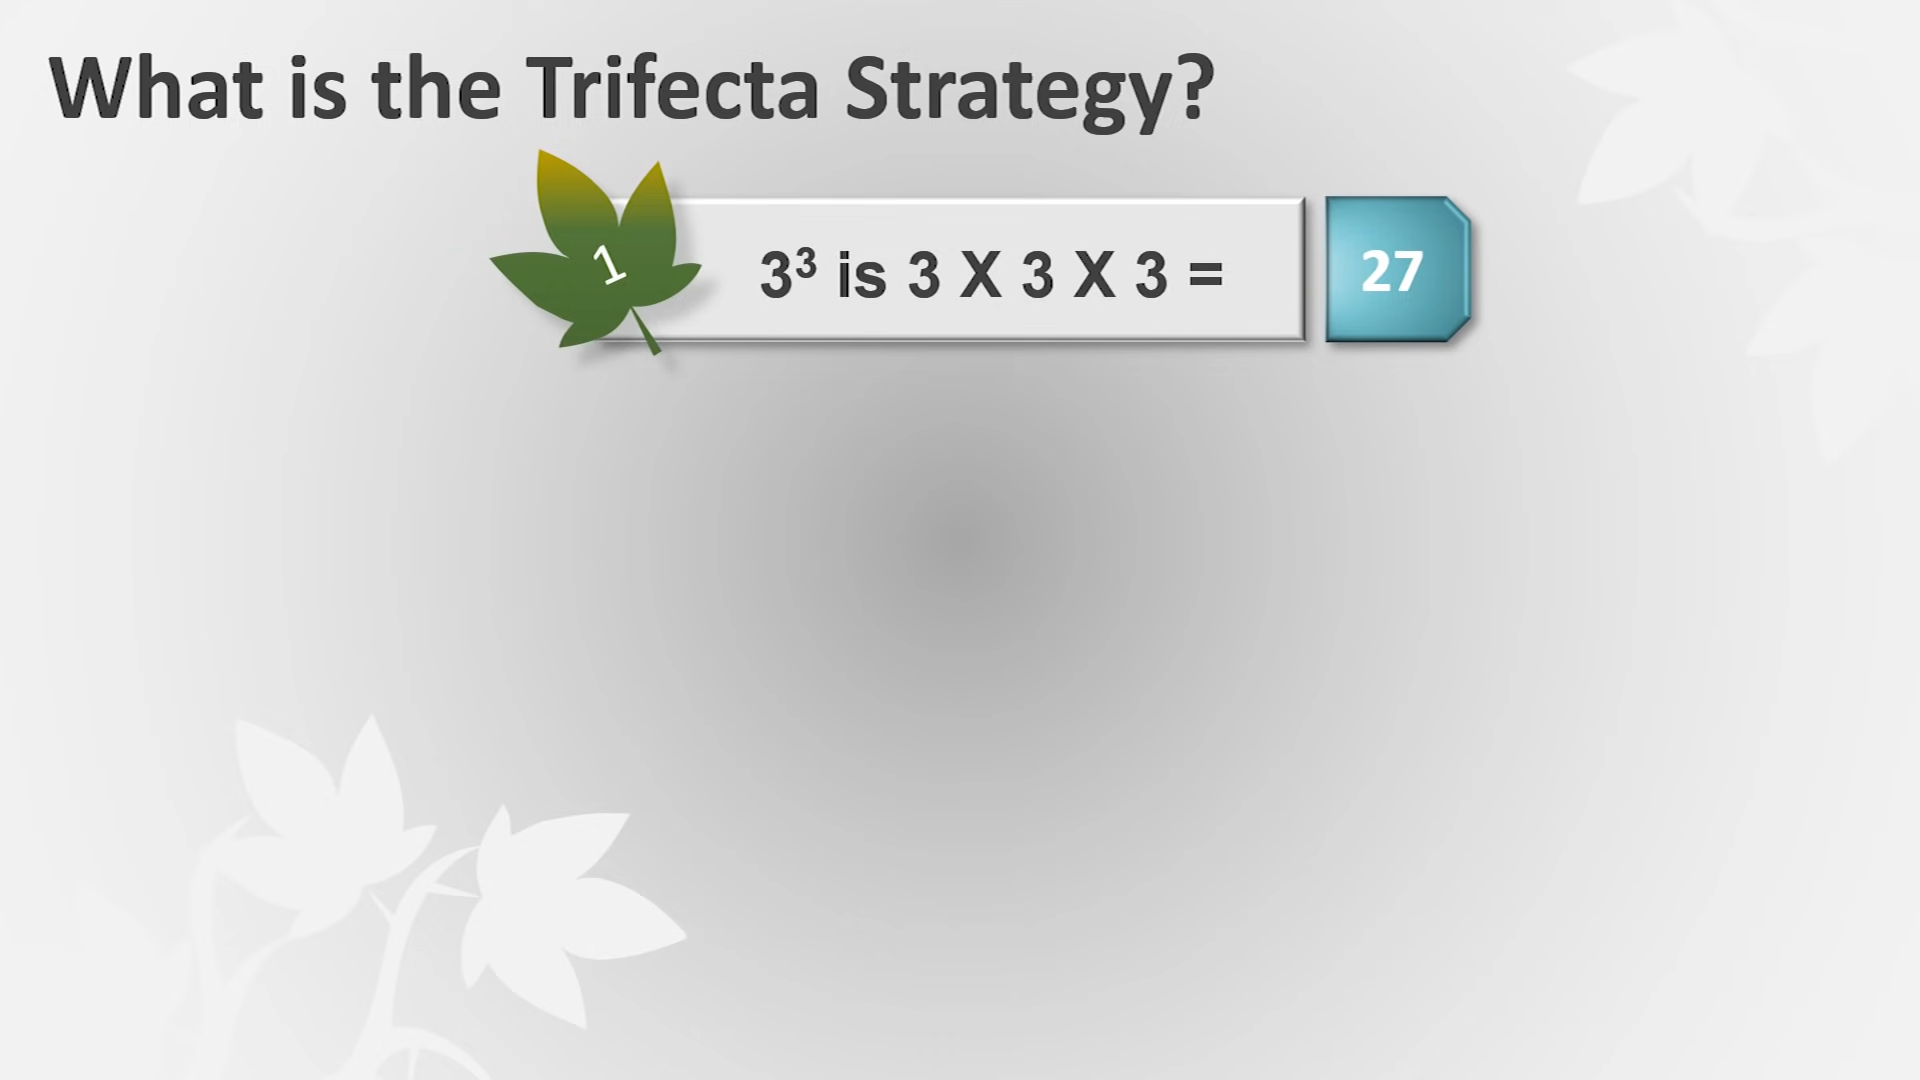 What is the Trifecta Strategy?
1 3³ is 3 X 3 X 3 = 27